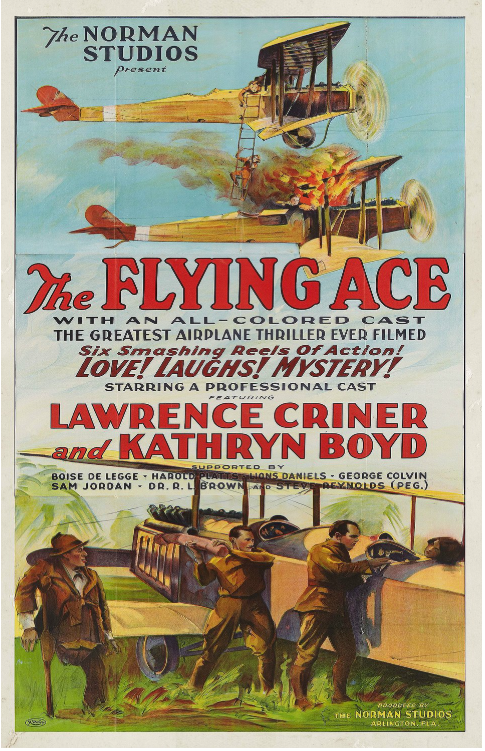 The NORMAN
STUDIOS
present
The FLYING ACE
WITH AN ALL-COLORED CAST
THE GREATEST AIRPLANE THRILLER EVER FILMED
Six Smashing Reels Of Action!
LOVE! LAUGHS! MYSTERY!
STARRING A PROFESSIONAL CAST
FEATURING
LAWRENCE CRINER
and KATHRYN BOYD
SUPPORTED BY
BOISE DE LEGGE · HAROLD PLATTS · LIONS DANIELS · GEORGE COLVIN
SAM JORDAN · DR. R. L. BROWN AND STEVE REYNOLDS (PEG.)
PRODUCED BY
THE NORMAN STUDIOS
ARLINGTON, FLA.